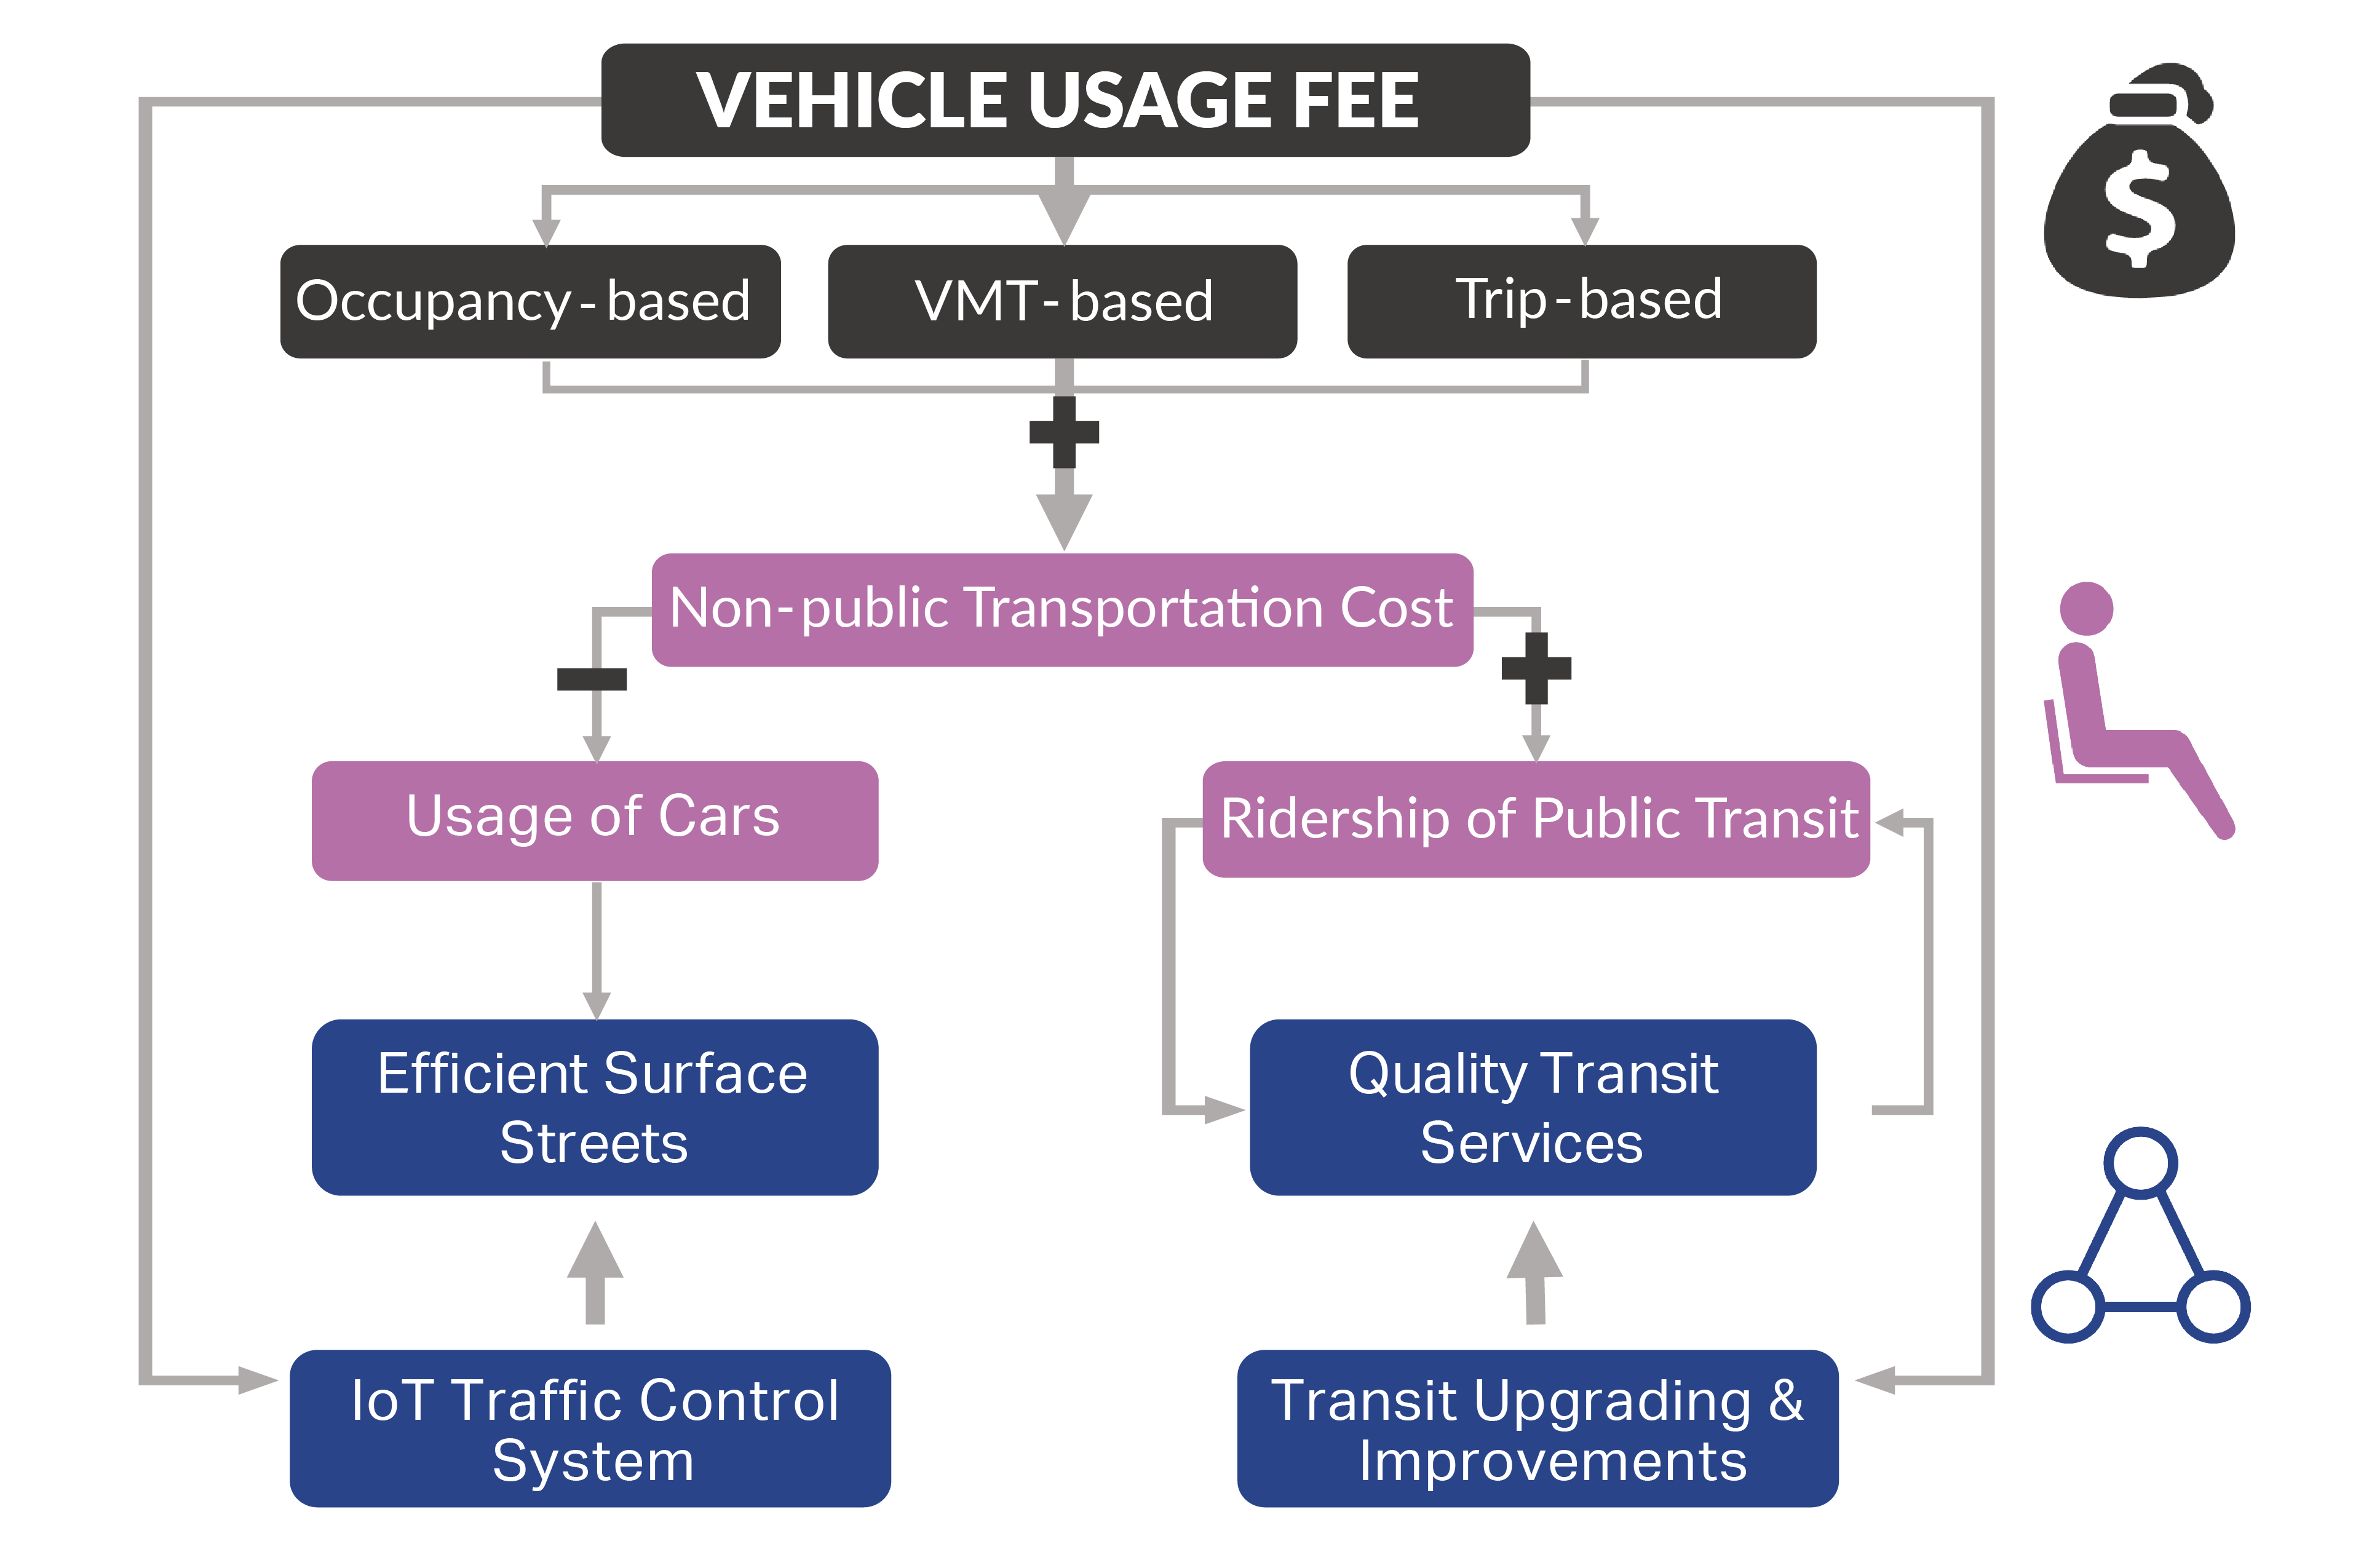 VEHICLE USAGE FEE
Occupancy - based
VMT - based
Trip - based
Non-public Transportation Cost
Usage of Cars
Ridership of Public Transit
Efficient Surface
Streets
Quality Transit
Services
IoT Traffic Control
System
Transit Upgrading &
Improvements